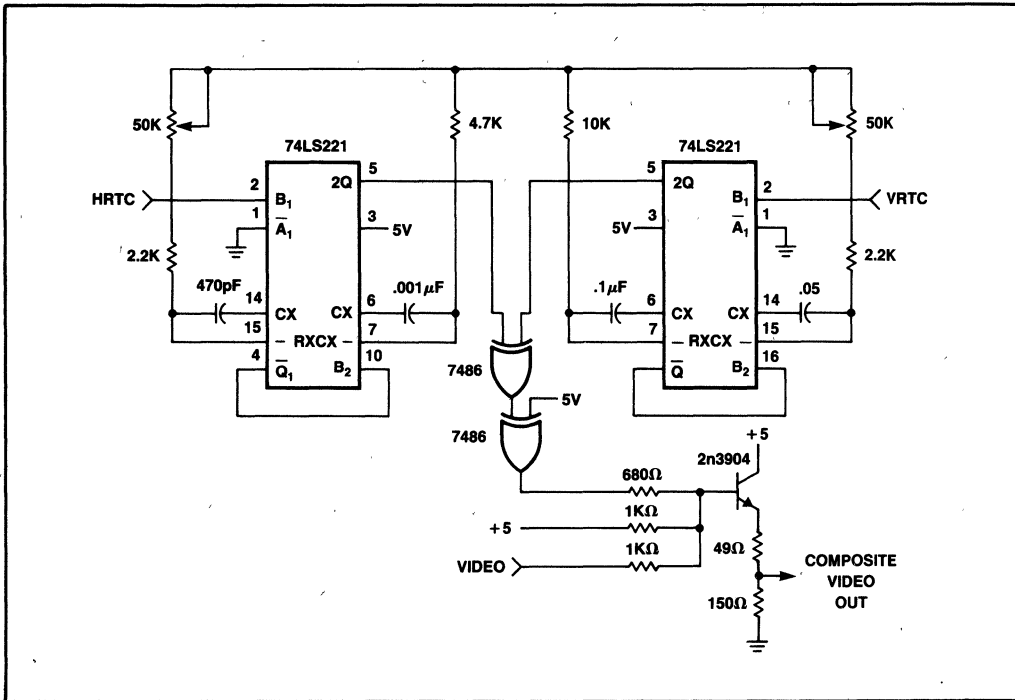 50K
4.7K
10K
50K
74LS221
74LS221
HRTC
2
B1
1
A̅1
5
2Q
3
5V
2.2K
470pF
14
CX
15
RXCX
4
Q̅1
6
CX
7
.001μF
10
B2
5
2Q
3
5V
2
B1
1
A̅1
VRTC
2.2K
.1μF
6
CX
7
RXCX
Q̅
14
CX
15
.05
16
B2
7486
5V
7486
+5
2n3904
680Ω
+5
1KΩ
VIDEO
1KΩ
49Ω
150Ω
COMPOSITE
VIDEO
OUT